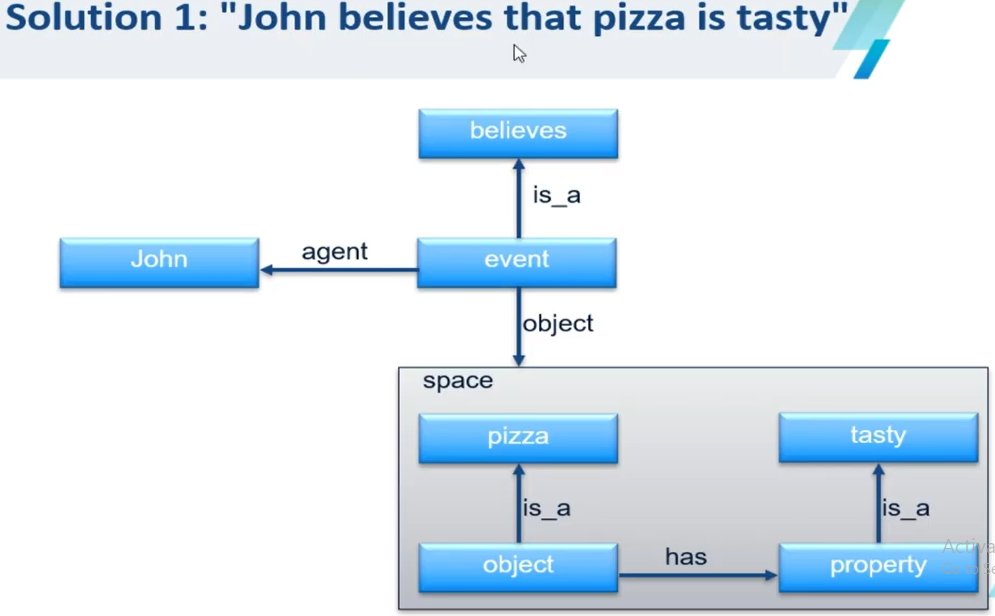 Solution 1: "John believes that pizza is tasty"
believes
is_a
John
agent
event
object
space
pizza
tasty
is_a
is_a
object
has
property